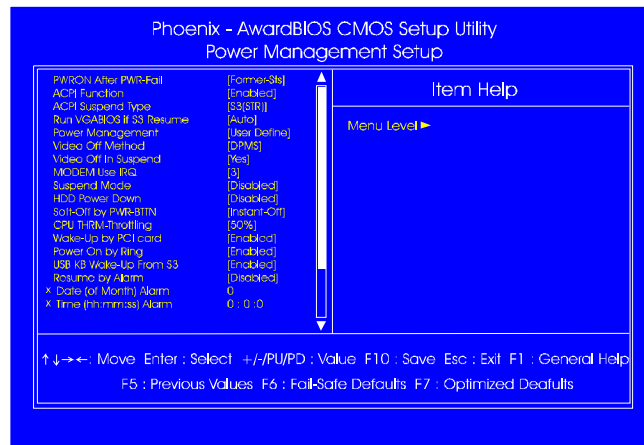 Phoenix - AwardBIOS CMOS Setup Utility
Power Management Setup
PWRON After PWR-Fail [Former-Sts]
ACPI Function [Enabled]
ACPI Suspend Type [S3(STR)]
Run VGABIOS if S3 Resume [Auto]
Power Management [User Define]
Video Off Method [DPMS]
Video Off In Suspend [Yes]
MODEM Use IRQ [3]
Suspend Mode [Disabled]
HDD Power Down [Disabled]
Soft-Off by PWR-BTTN [Instant-Off]
CPU THRM-Throttling [50%]
Wake-Up by PCI card [Enabled]
Power On by Ring [Enabled]
USB KB Wake-Up From S3 [Enabled]
Resume by Alarm [Disabled]
x Date (of Month) Alarm 0
x Time (hh:mm:ss) Alarm 0 : 0 :0
Item Help
Menu Level ►
↑↓→←: Move Enter : Select +/-/PU/PD : Value F10 : Save Esc : Exit F1 : General Help
F5 : Previous Values F6 : Fail-Safe Defaults F7 : Optimized Deafults